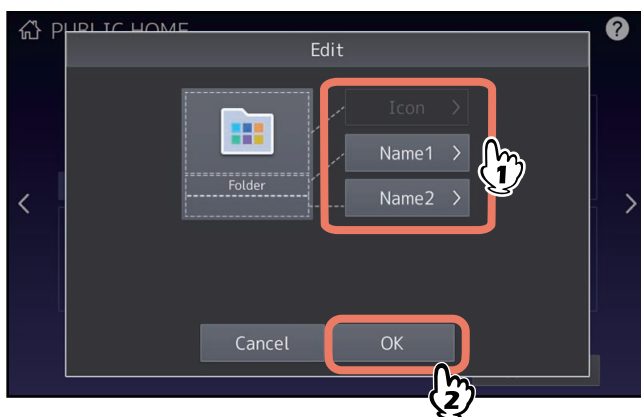 PUBLIC HOME
?
Edit
Icon >
Name1 >
1
Folder
Name2 >
< >
Cancel
OK
2